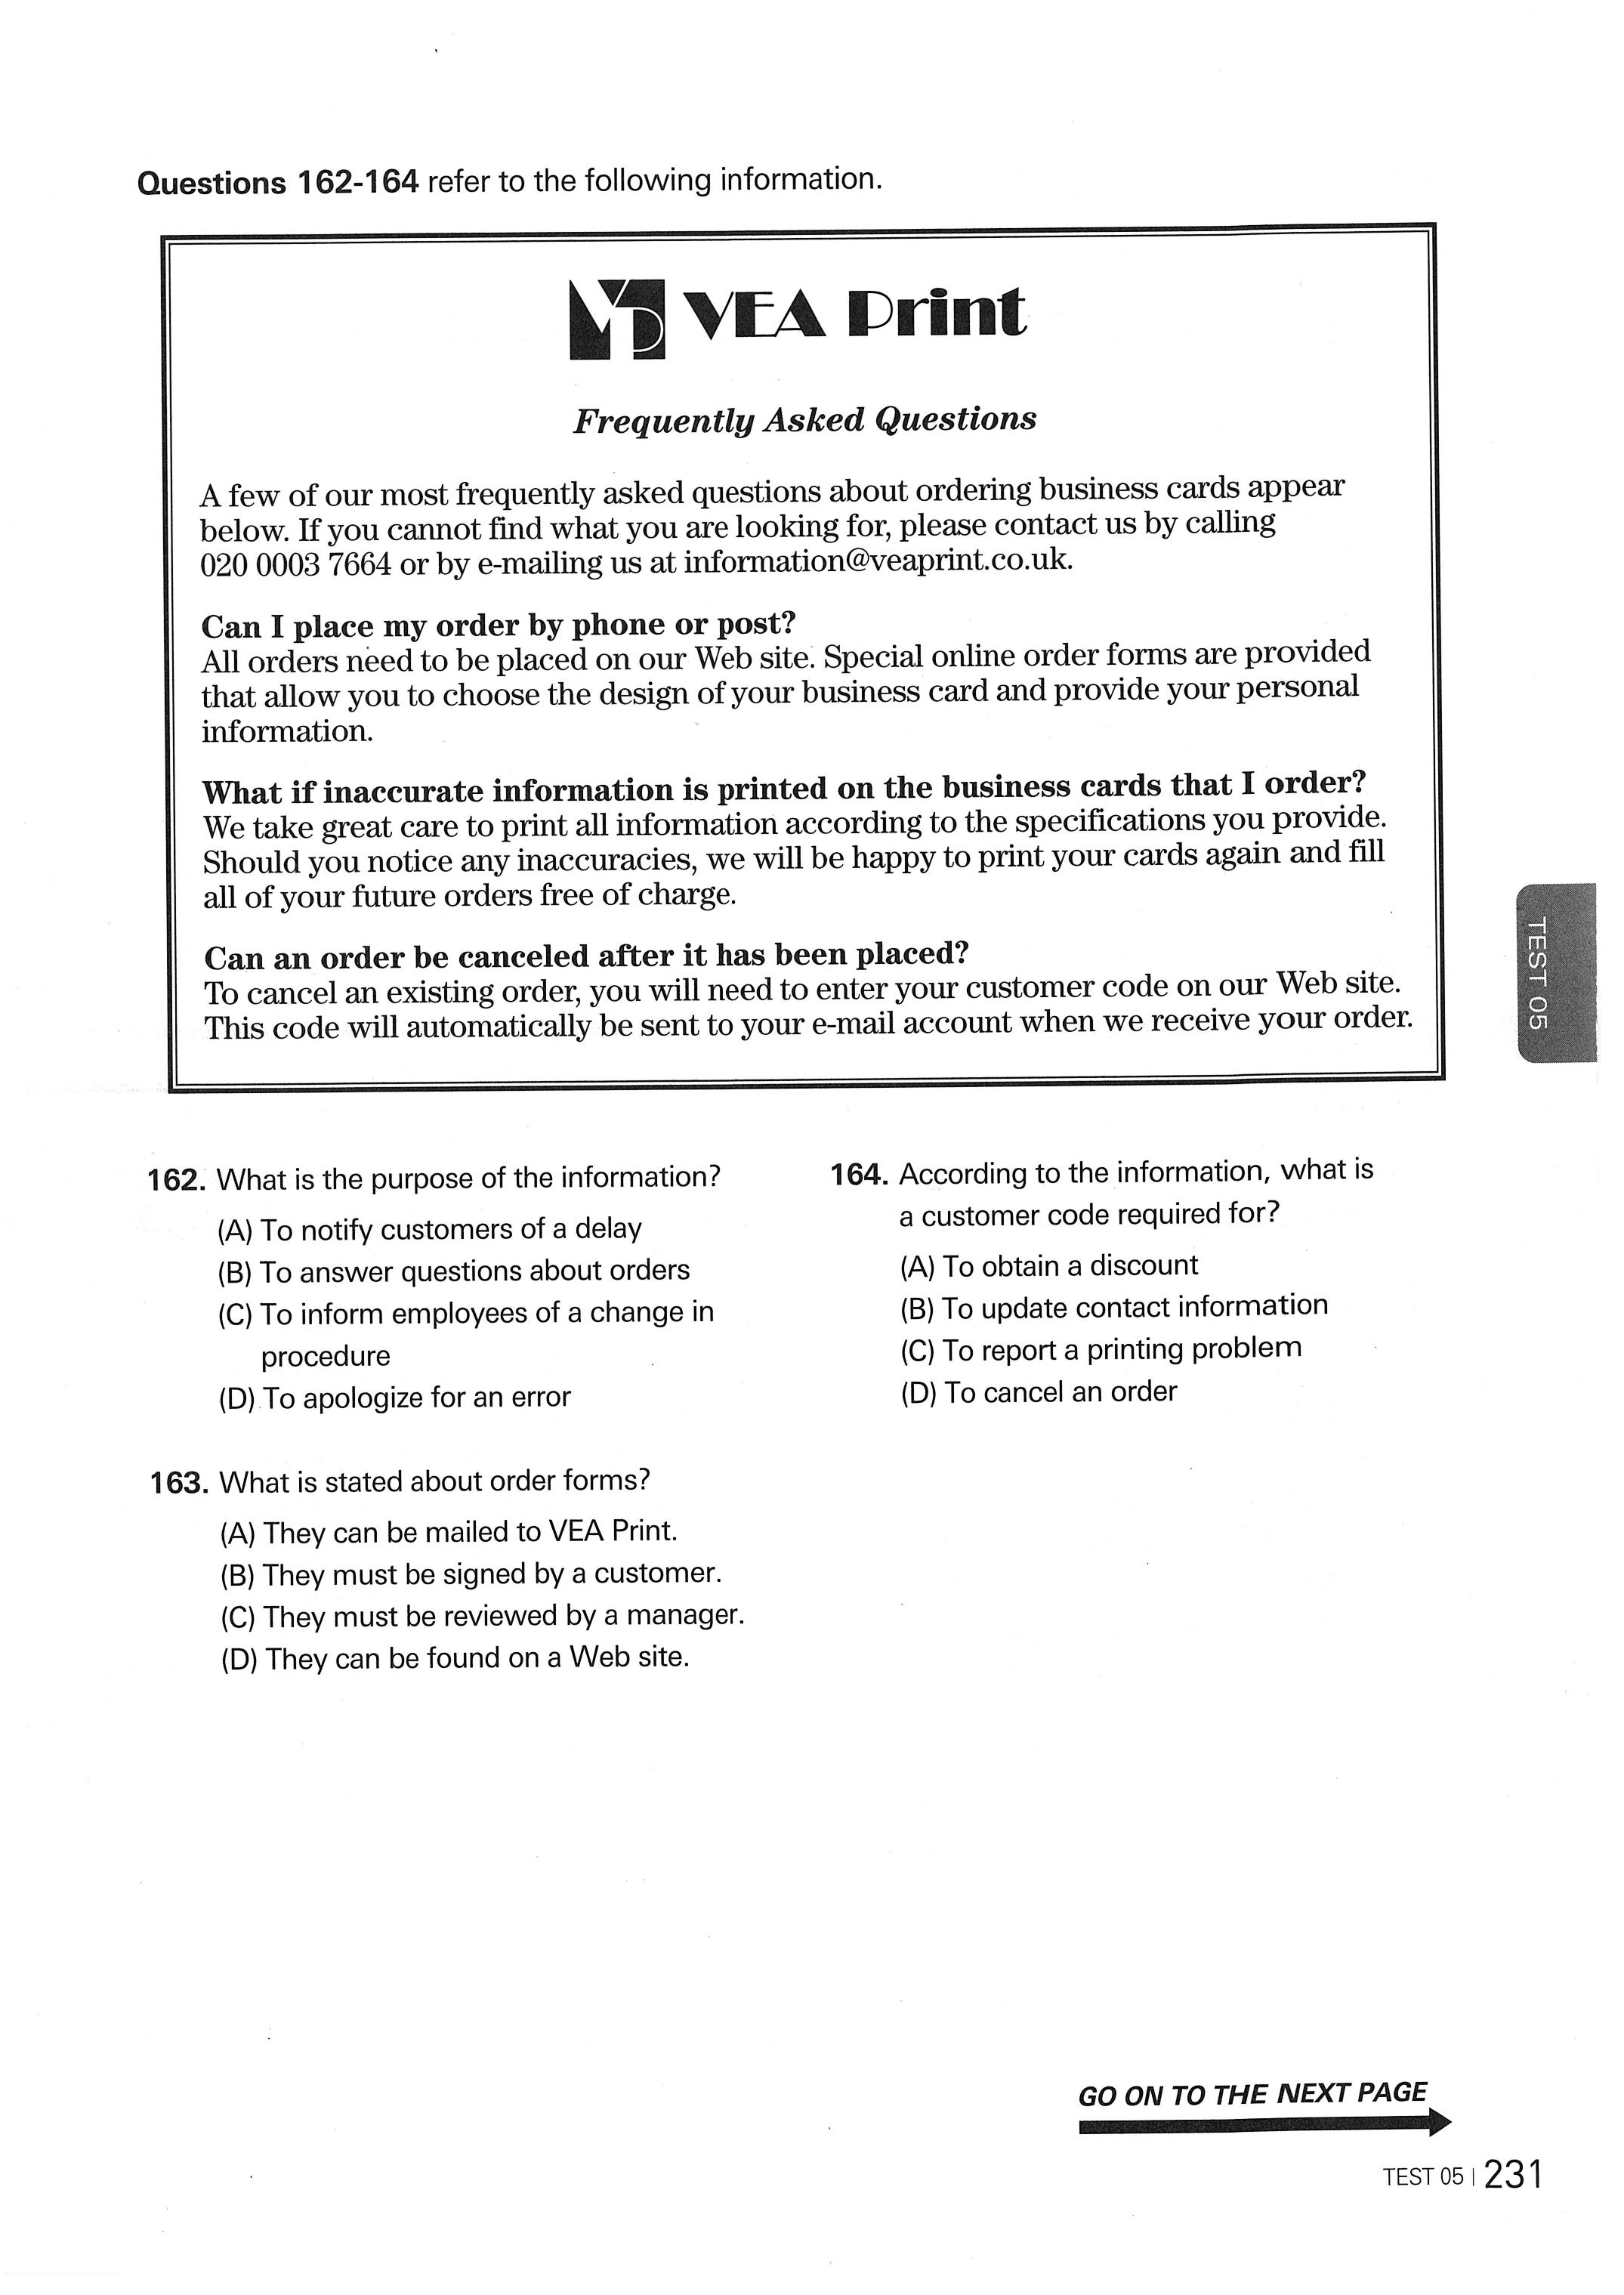 Questions 162-164 refer to the following information.
VEA Print
Frequently Asked Questions
A few of our most frequently asked questions about ordering business cards appear
below. If you cannot find what you are looking for, please contact us by calling
020 0003 7664 or by e-mailing us at information@veaprint.co.uk.
Can I place my order by phone or post?
All orders need to be placed on our Web site. Special online order forms are provided
that allow you to choose the design of your business card and provide your personal
information.
What if inaccurate information is printed on the business cards that I order?
We take great care to print all information according to the specifications you provide.
Should you notice any inaccuracies, we will be happy to print your cards again and fill
all of your future orders free of charge.
Can an order be canceled after it has been placed?
To cancel an existing order, you will need to enter your customer code on our Web site.
This code will automatically be sent to your e-mail account when we receive your order.
TEST 05
162. What is the purpose of the information?
(A) To notify customers of a delay
(B) To answer questions about orders
(C) To inform employees of a change in
procedure
(D) To apologize for an error
163. What is stated about order forms?
(A) They can be mailed to VEA Print.
(B) They must be signed by a customer.
(C) They must be reviewed by a manager.
(D) They can be found on a Web site.
164. According to the information, what is
a customer code required for?
(A) To obtain a discount
(B) To update contact information
(C) To report a printing problem
(D) To cancel an order
GO ON TO THE NEXT PAGE
TEST 05 | 231